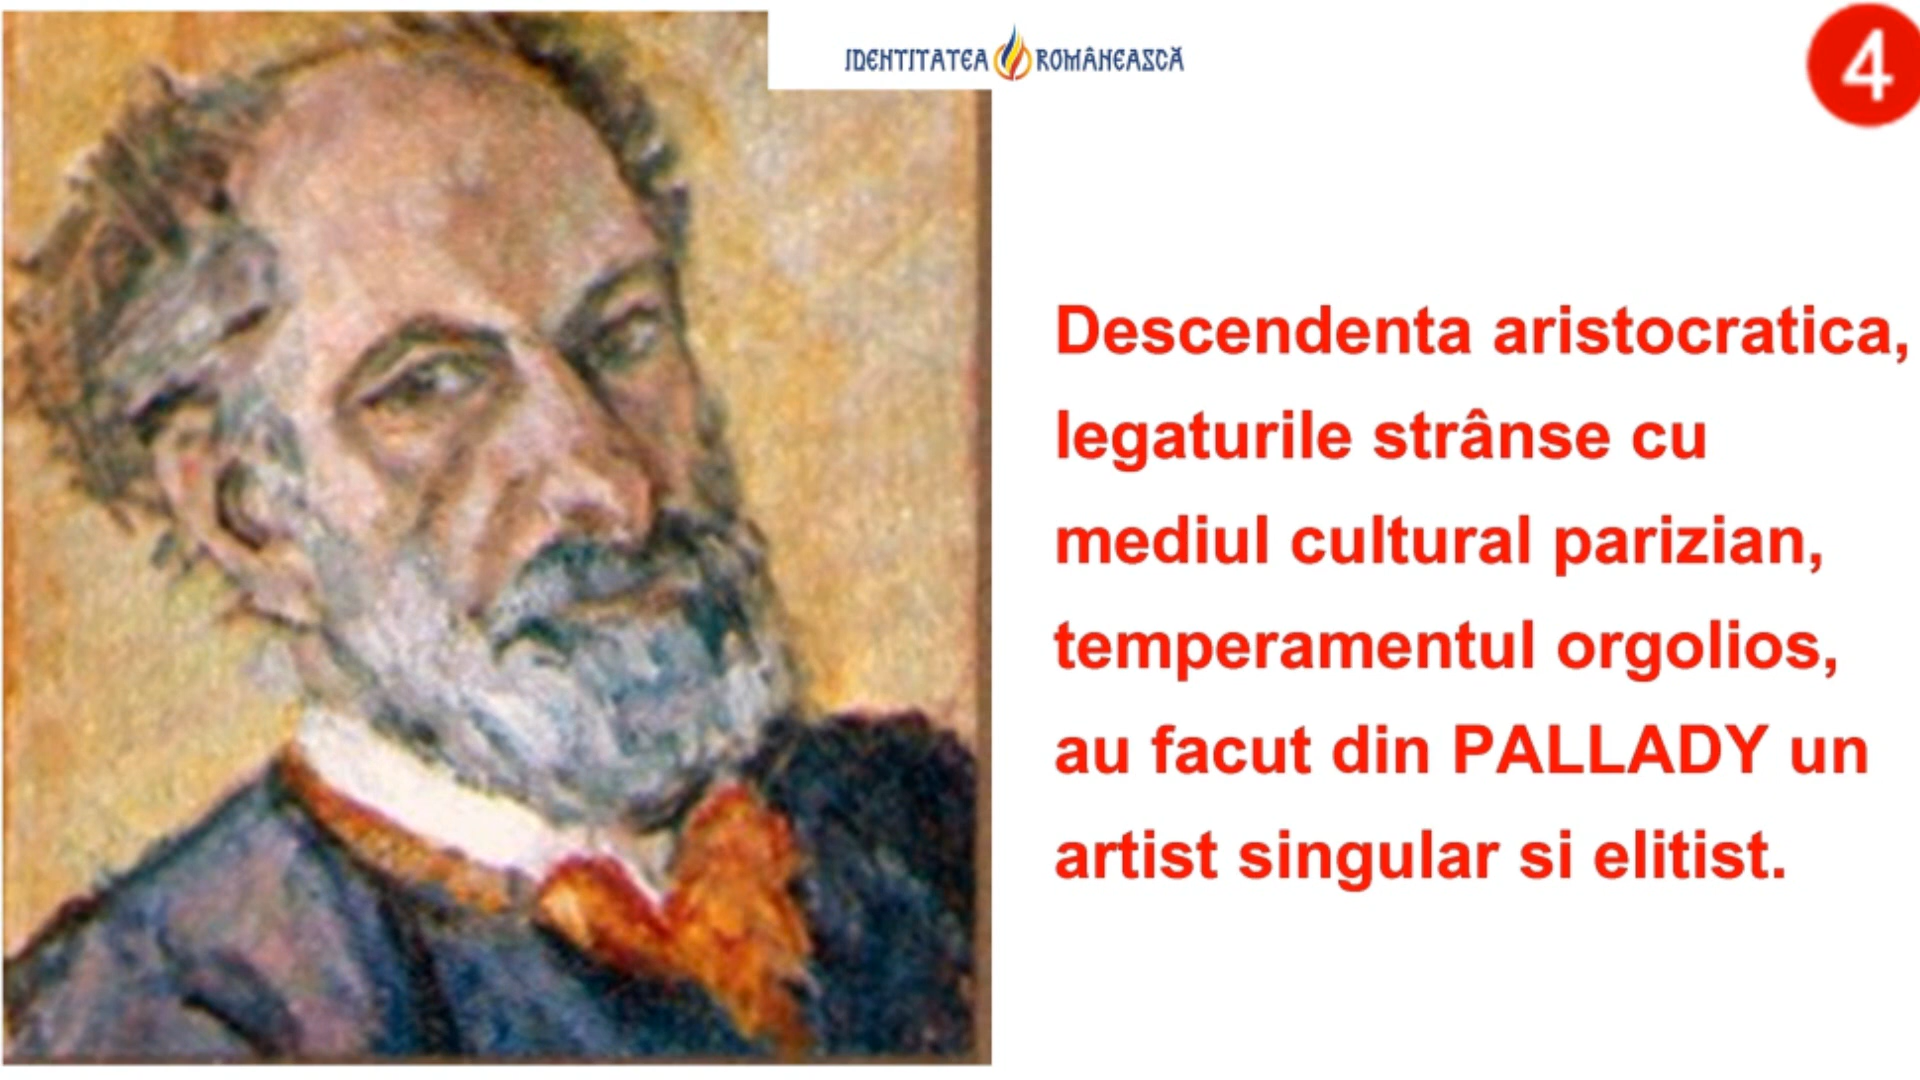 IDENTITATEA ROMÂNEASCĂ
4
Descendenta aristocratica,
legaturile strânse cu
mediul cultural parizian,
temperamentul orgolios,
au facut din PALLADY un
artist singular si elitist.